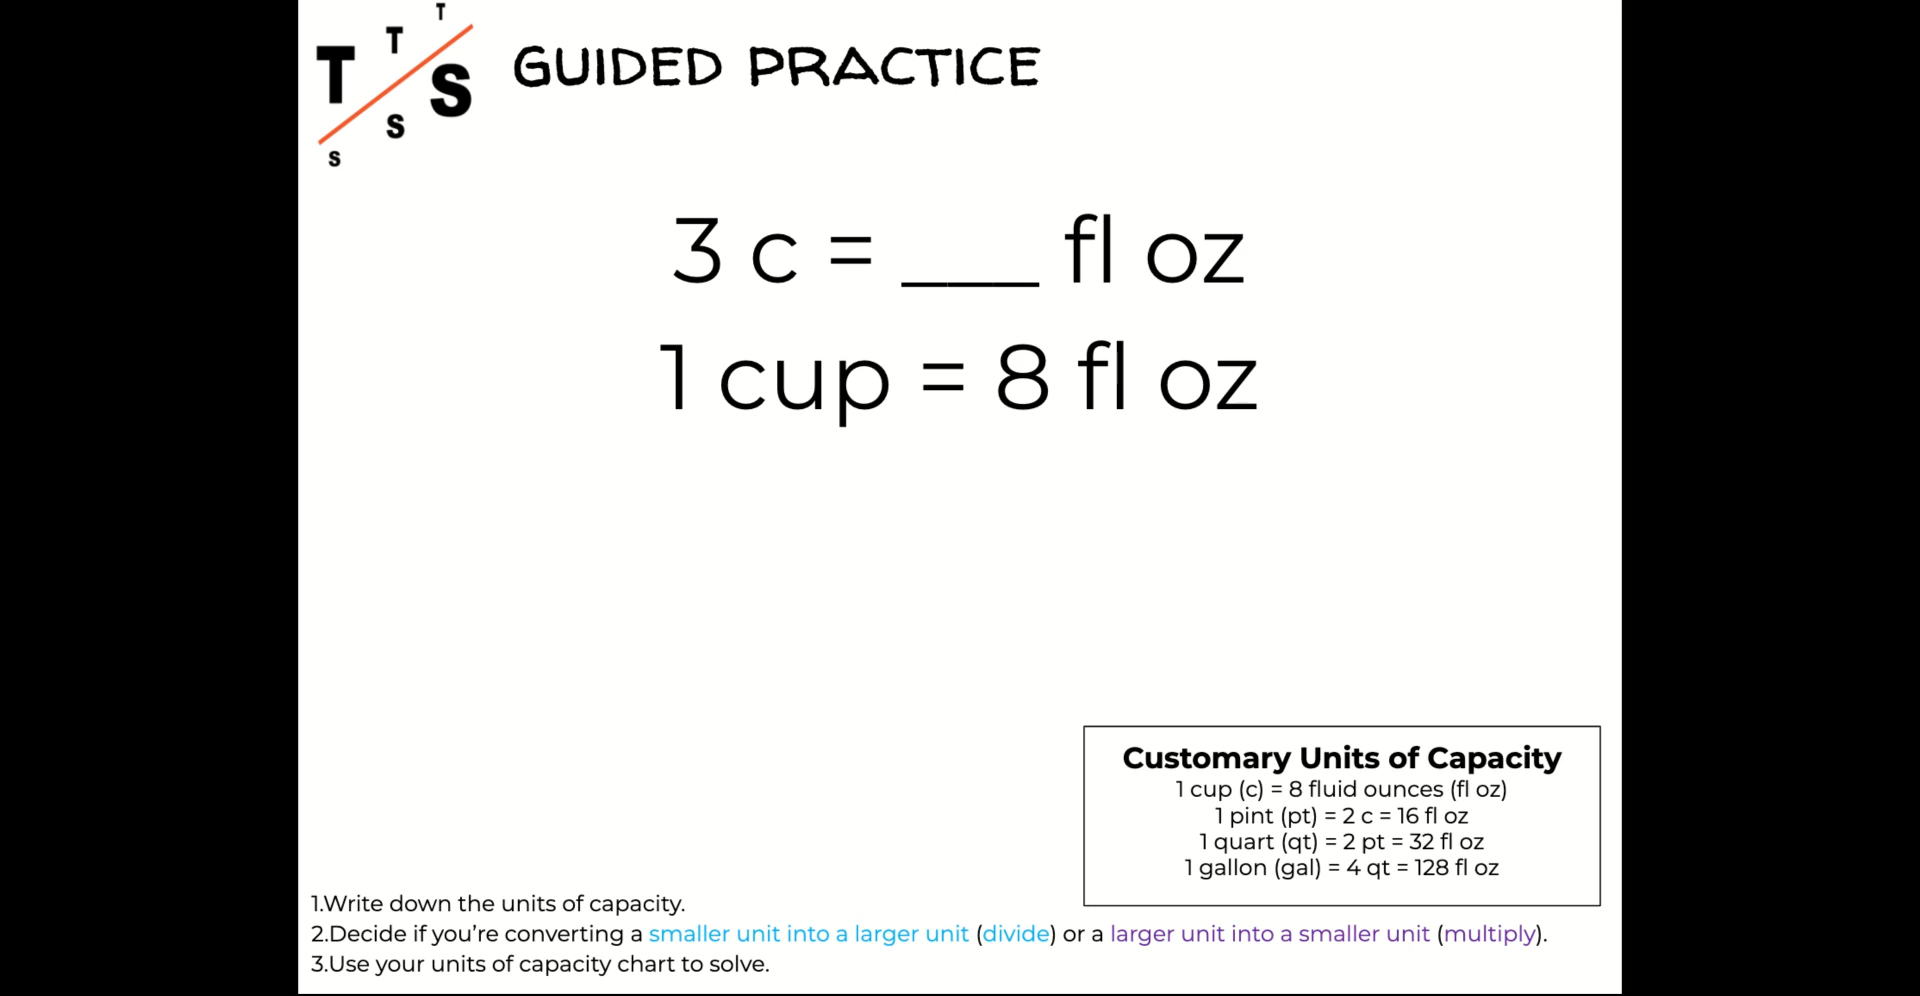 T
T
T
S
S
S
GUIDED PRACTICE
3 c = ___ fl oz
1 cup = 8 fl oz
Customary Units of Capacity
1 cup (c) = 8 fluid ounces (fl oz)
1 pint (pt) = 2 c = 16 fl oz
1 quart (qt) = 2 pt = 32 fl oz
1 gallon (gal) = 4 qt = 128 fl oz
1.Write down the units of capacity.
2.Decide if you’re converting a smaller unit into a larger unit (divide) or a larger unit into a smaller unit (multiply).
3.Use your units of capacity chart to solve.